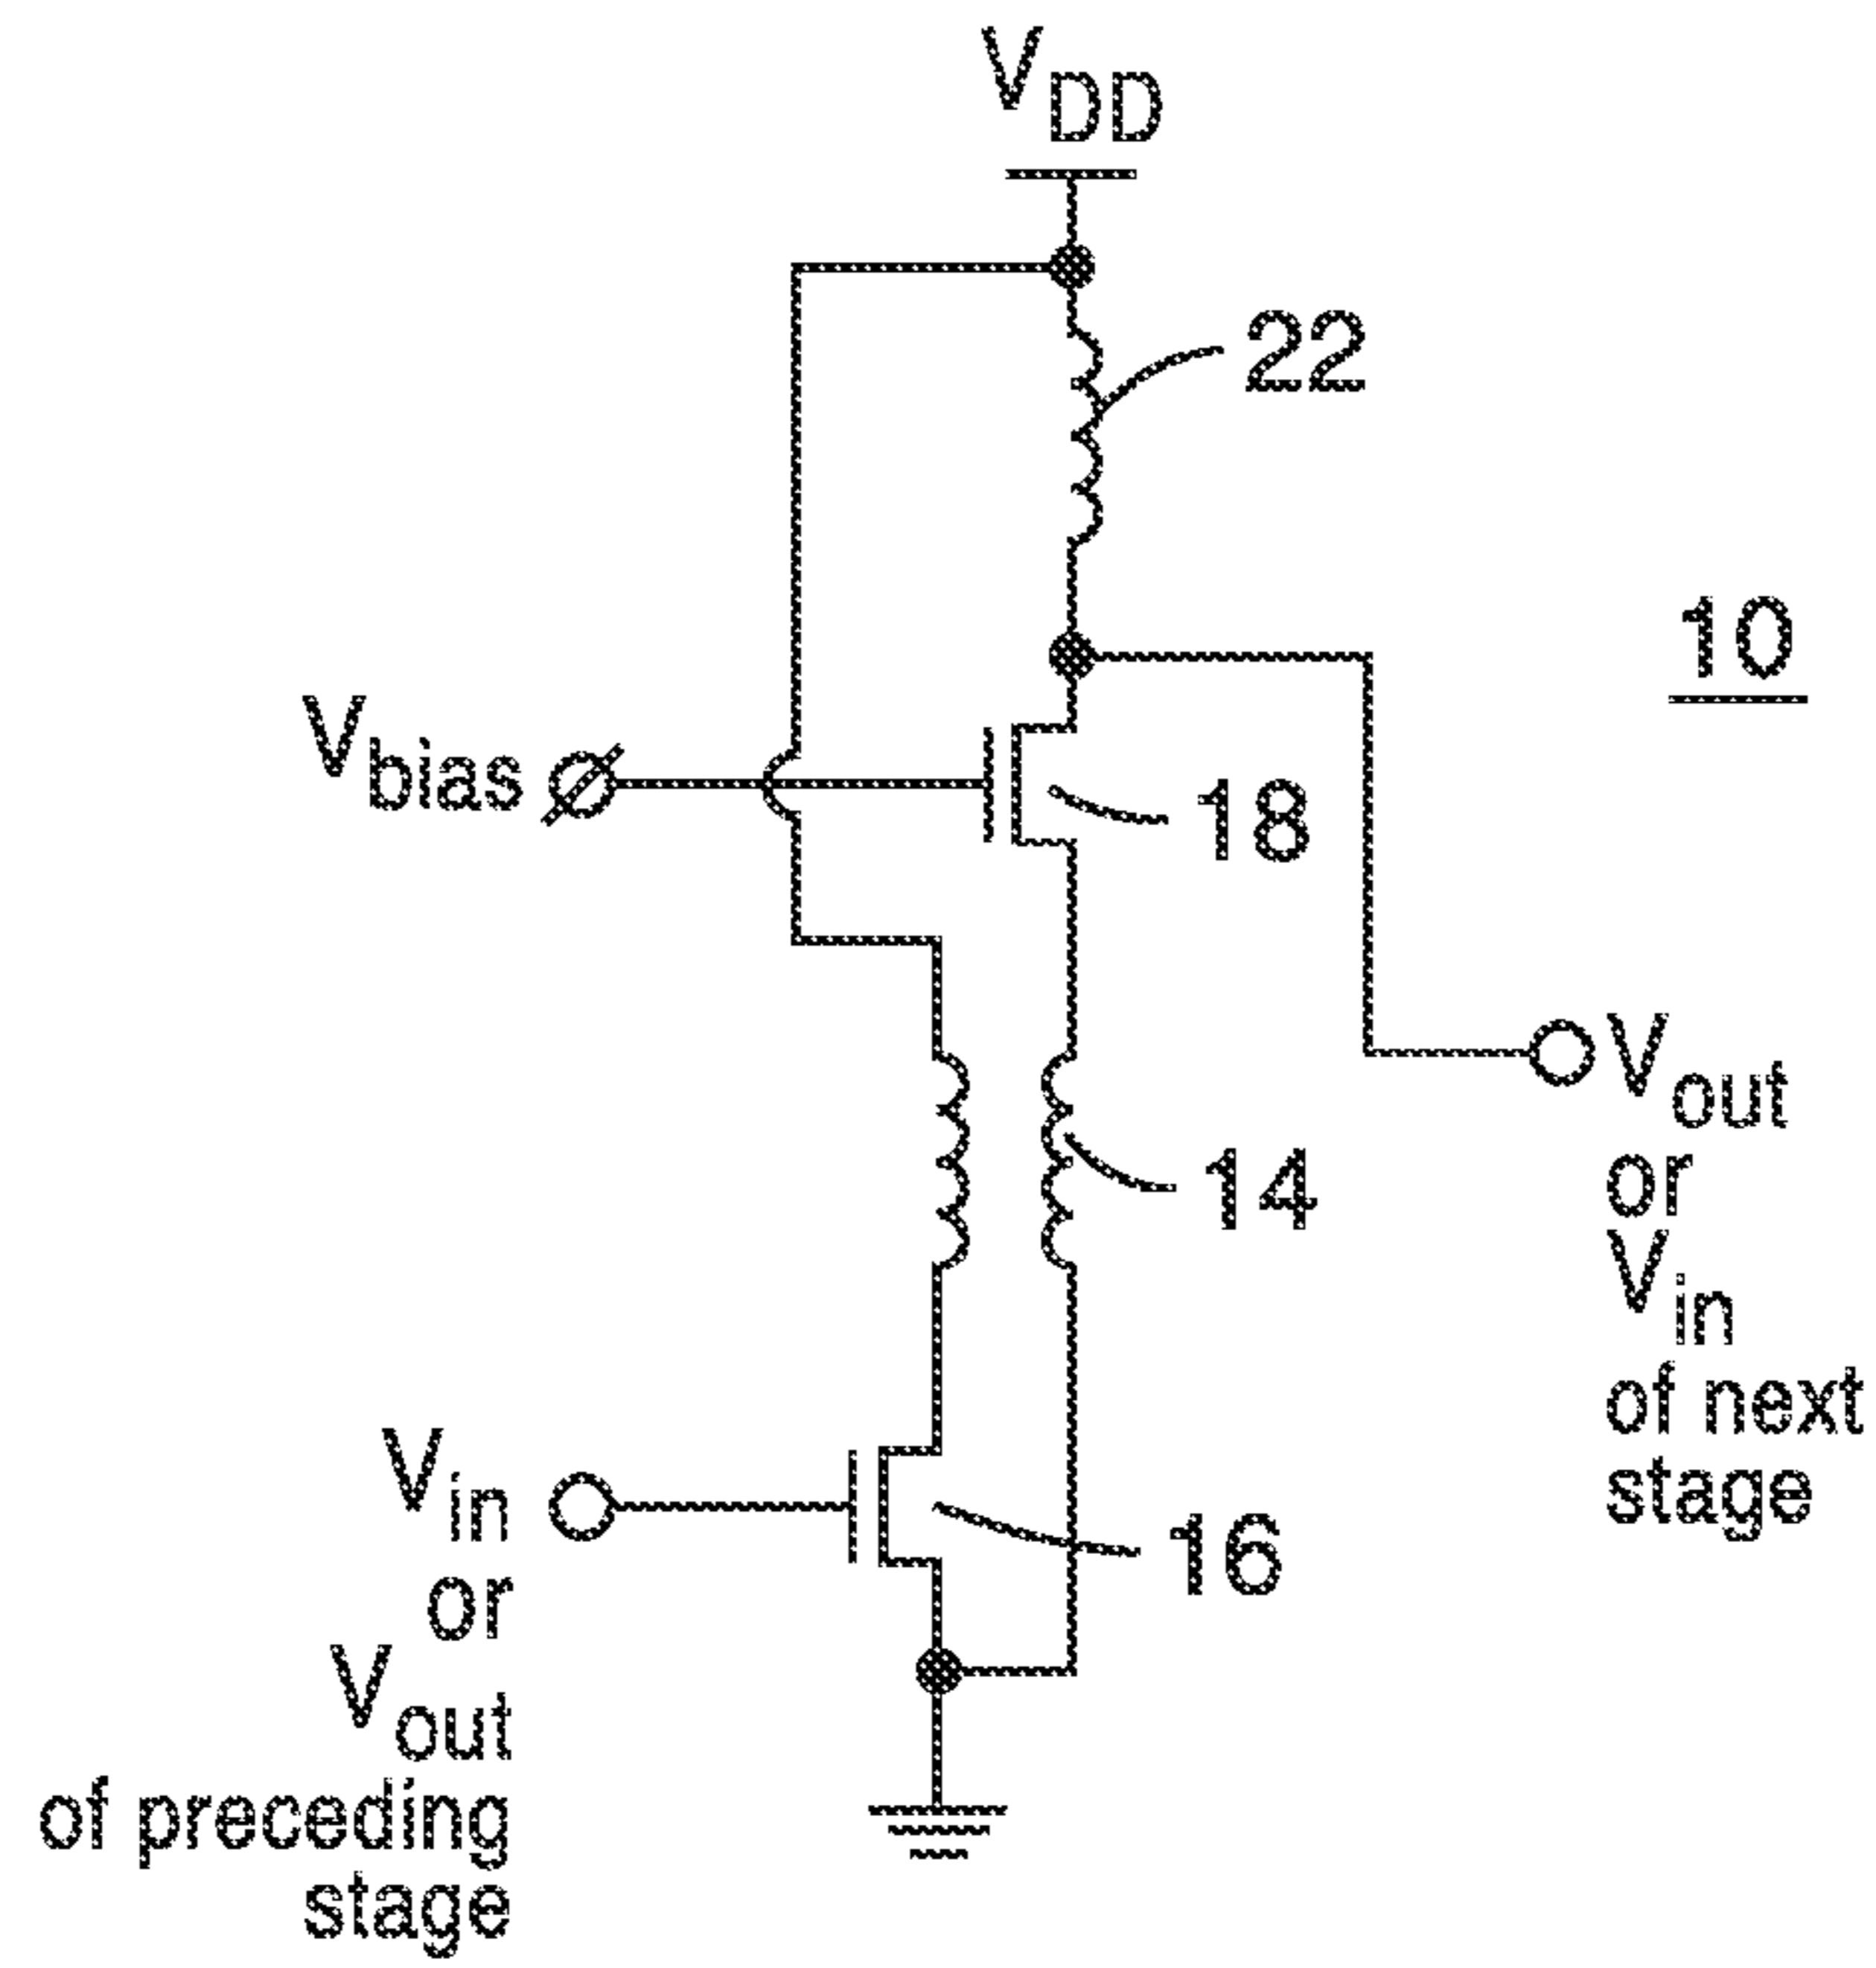 VDD
22
10
Vbias
18
Vout
or
Vin
of next
stage
14
Vin
or
Vout
of preceding
stage
16